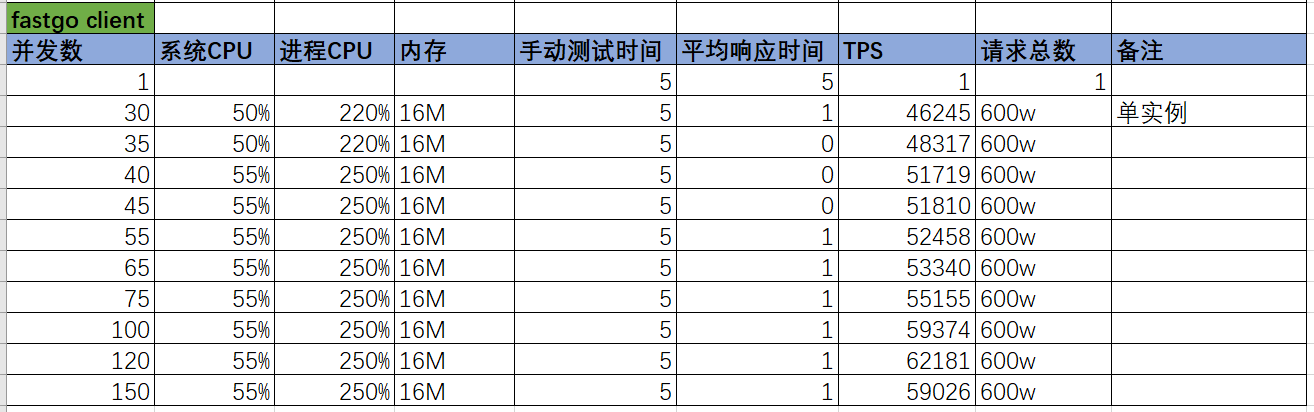 fastgo client
并发数 系统CPU 进程CPU 内存 手动测试时间 平均响应时间 TPS 请求总数 备注
1 5 5 1 1
30 50% 220% 16M 5 1 46245 600w 单实例
35 50% 220% 16M 5 0 48317 600w
40 55% 250% 16M 5 0 51719 600w
45 55% 250% 16M 5 0 51810 600w
55 55% 250% 16M 5 1 52458 600w
65 55% 250% 16M 5 1 53340 600w
75 55% 250% 16M 5 1 55155 600w
100 55% 250% 16M 5 1 59374 600w
120 55% 250% 16M 5 1 62181 600w
150 55% 250% 16M 5 1 59026 600w